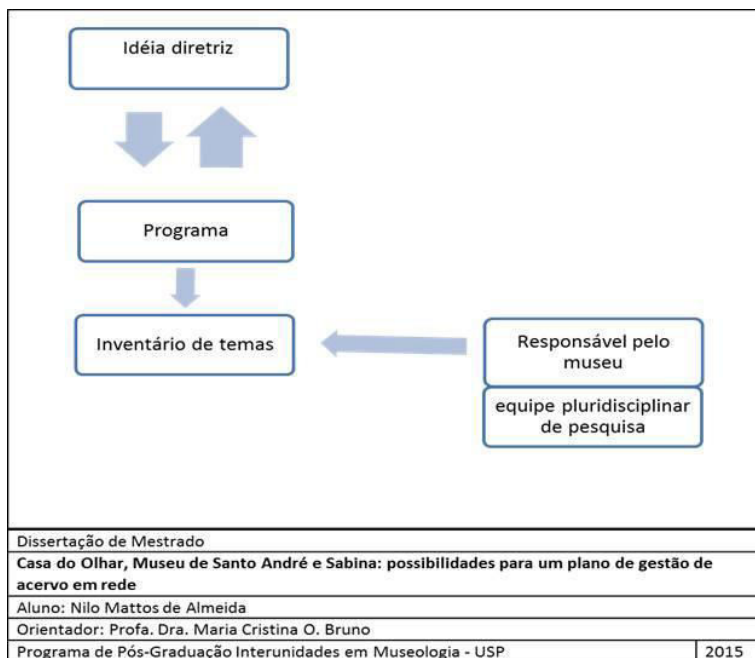 Idéia diretriz
Programa
Inventário de temas
Responsável pelo
museu
equipe pluridisciplinar
de pesquisa
Dissertação de Mestrado
Casa do Olhar, Museu de Santo André e Sabina: possibilidades para um plano de gestão de
acervo em rede
Aluno: Nilo Mattos de Almeida
Orientador: Profa. Dra. Maria Cristina O. Bruno
Programa de Pós-Graduação Interunidades em Museologia - USP 2015